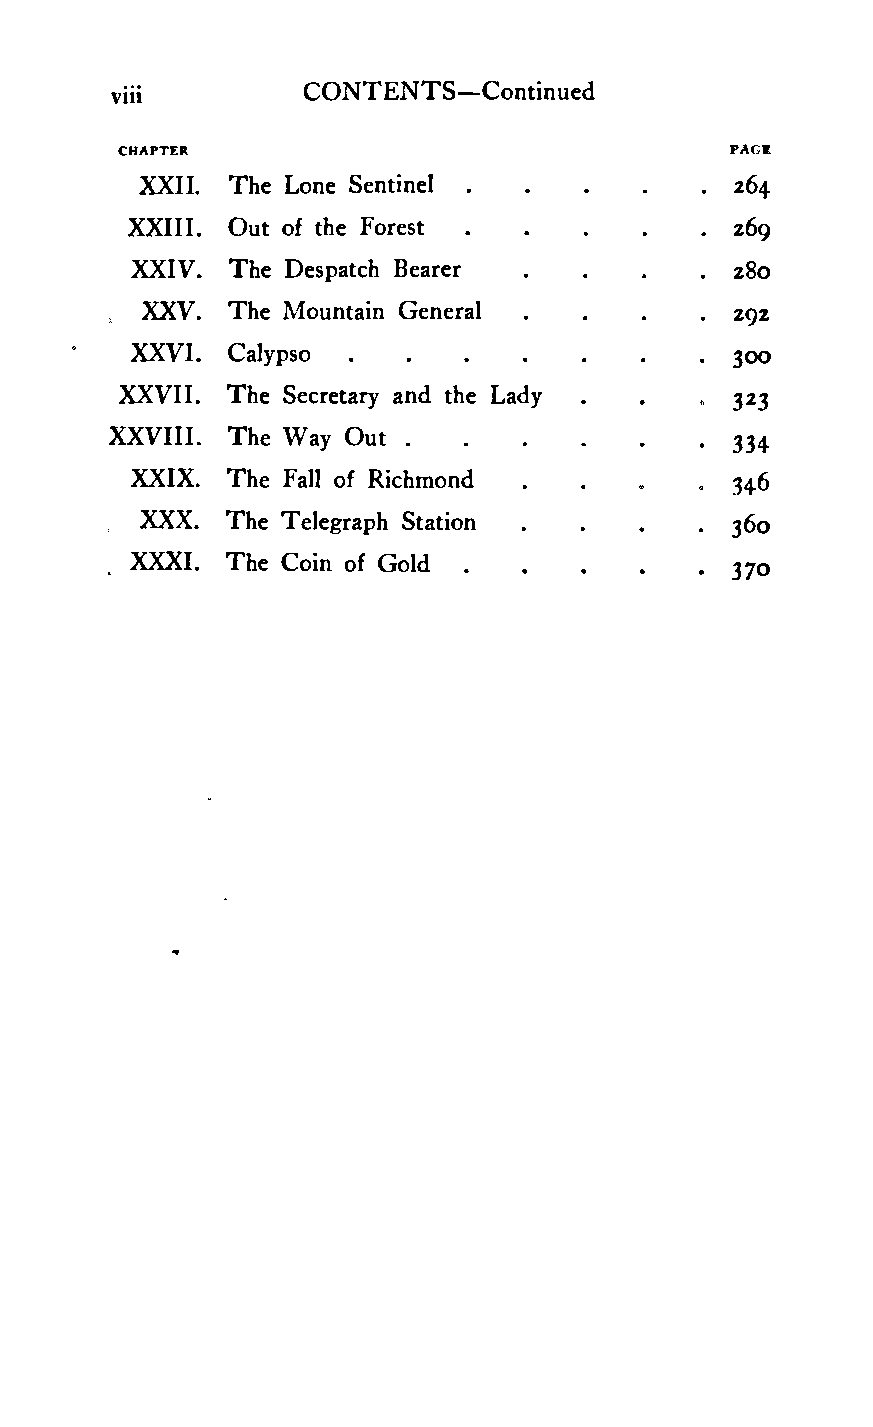 viii CONTENTS—Continued
CHAPTER PAGE
XXII. The Lone Sentinel . . . . . 264
XXIII. Out of the Forest . . . . . 269
XXIV. The Despatch Bearer . . . . 280
XXV. The Mountain General . . . . 292
XXVI. Calypso . . . . . . . 300
XXVII. The Secretary and the Lady . . . 323
XXVIII. The Way Out . . . . . . 334
XXIX. The Fall of Richmond . . . . 346
XXX. The Telegraph Station . . . . 360
XXXI. The Coin of Gold . . . . . 370